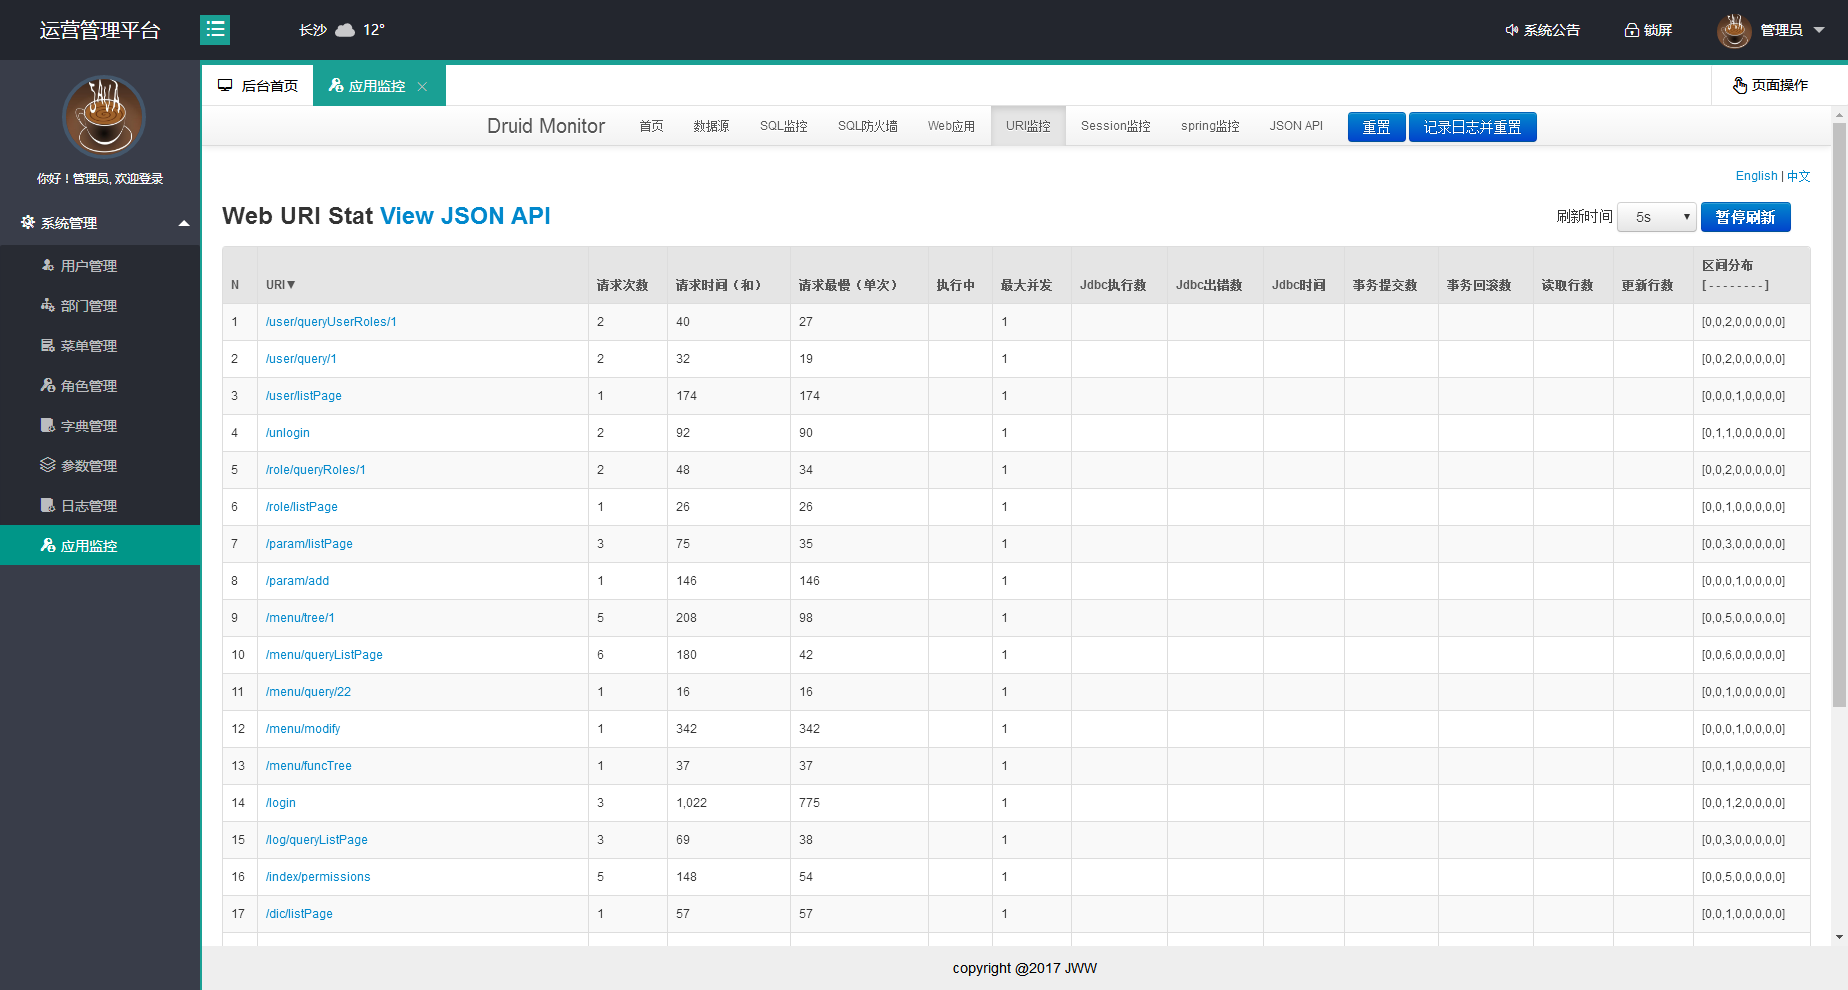 运营管理平台
长沙 12°
系统公告
锁屏
管理员
JAVA
你好！管理员, 欢迎登录
系统管理
用户管理
部门管理
菜单管理
角色管理
字典管理
参数管理
日志管理
应用监控
后台首页
应用监控
页面操作
Druid Monitor 首页 数据源 SQL监控 SQL防火墙 Web应用 URI监控 Session监控 spring监控 JSON API 重置 记录日志并重置
English | 中文
Web URI Stat View JSON API
刷新时间 5s 暂停刷新
N URI▼ 请求次数 请求时间（和） 请求最慢（单次） 执行中 最大并发 Jdbc执行数 Jdbc出错数 Jdbc时间 事务提交数 事务回滚数 读取行数 更新行数 区间分布
[ - - - - - - - - ]
1 /user/queryUserRoles/1 2 40 27 1 [0,0,2,0,0,0,0,0]
2 /user/query/1 2 32 19 1 [0,0,2,0,0,0,0,0]
3 /user/listPage 1 174 174 1 [0,0,0,1,0,0,0,0]
4 /unlogin 2 92 90 1 [0,1,1,0,0,0,0,0]
5 /role/queryRoles/1 2 48 34 1 [0,0,2,0,0,0,0,0]
6 /role/listPage 1 26 26 1 [0,0,1,0,0,0,0,0]
7 /param/listPage 3 75 35 1 [0,0,3,0,0,0,0,0]
8 /param/add 1 146 146 1 [0,0,0,1,0,0,0,0]
9 /menu/tree/1 5 208 98 1 [0,0,5,0,0,0,0,0]
10 /menu/queryListPage 6 180 42 1 [0,0,6,0,0,0,0,0]
11 /menu/query/22 1 16 16 1 [0,0,1,0,0,0,0,0]
12 /menu/modify 1 342 342 1 [0,0,0,1,0,0,0,0]
13 /menu/funcTree 1 37 37 1 [0,0,1,0,0,0,0,0]
14 /login 3 1,022 775 1 [0,0,1,2,0,0,0,0]
15 /log/queryListPage 3 69 38 1 [0,0,3,0,0,0,0,0]
16 /index/permissions 5 148 54 1 [0,0,5,0,0,0,0,0]
17 /dic/listPage 1 57 57 1 [0,0,1,0,0,0,0,0]
copyright @2017 JWW